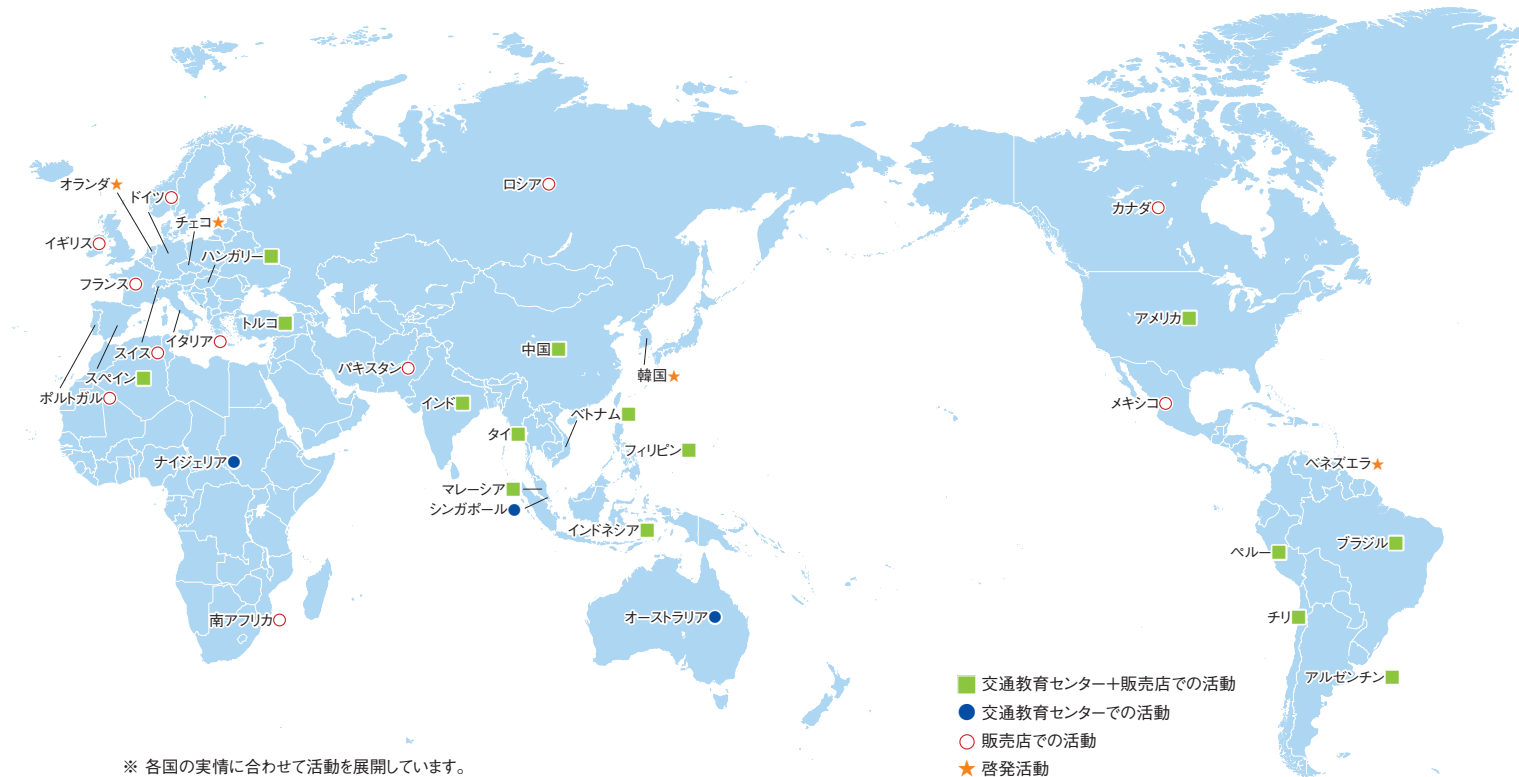 オランダ★
ドイツ○
チェコ★
イギリス○
ハンガリー■
フランス○
トルコ■
イタリア○
スイス○
スペイン■
ポルトガル○
ロシア○
中国■
パキスタン○
韓国★
インド■
ベトナム■
タイ■
フィリピン■
ナイジェリア●
マレーシア■
シンガポール●
インドネシア■
南アフリカ○
オーストラリア●
カナダ○
アメリカ■
メキシコ○
ベネズエラ★
ペルー■
ブラジル■
チリ■
アルゼンチン■
■ 交通教育センター＋販売店での活動
● 交通教育センターでの活動
○ 販売店での活動
★ 啓発活動
※ 各国の実情に合わせて活動を展開しています。